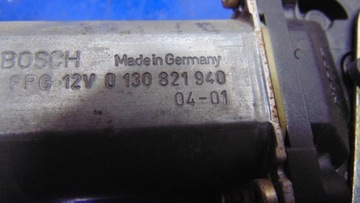 BOSCH Made in Germany
FPG 12V 0 130 821 940
04-01